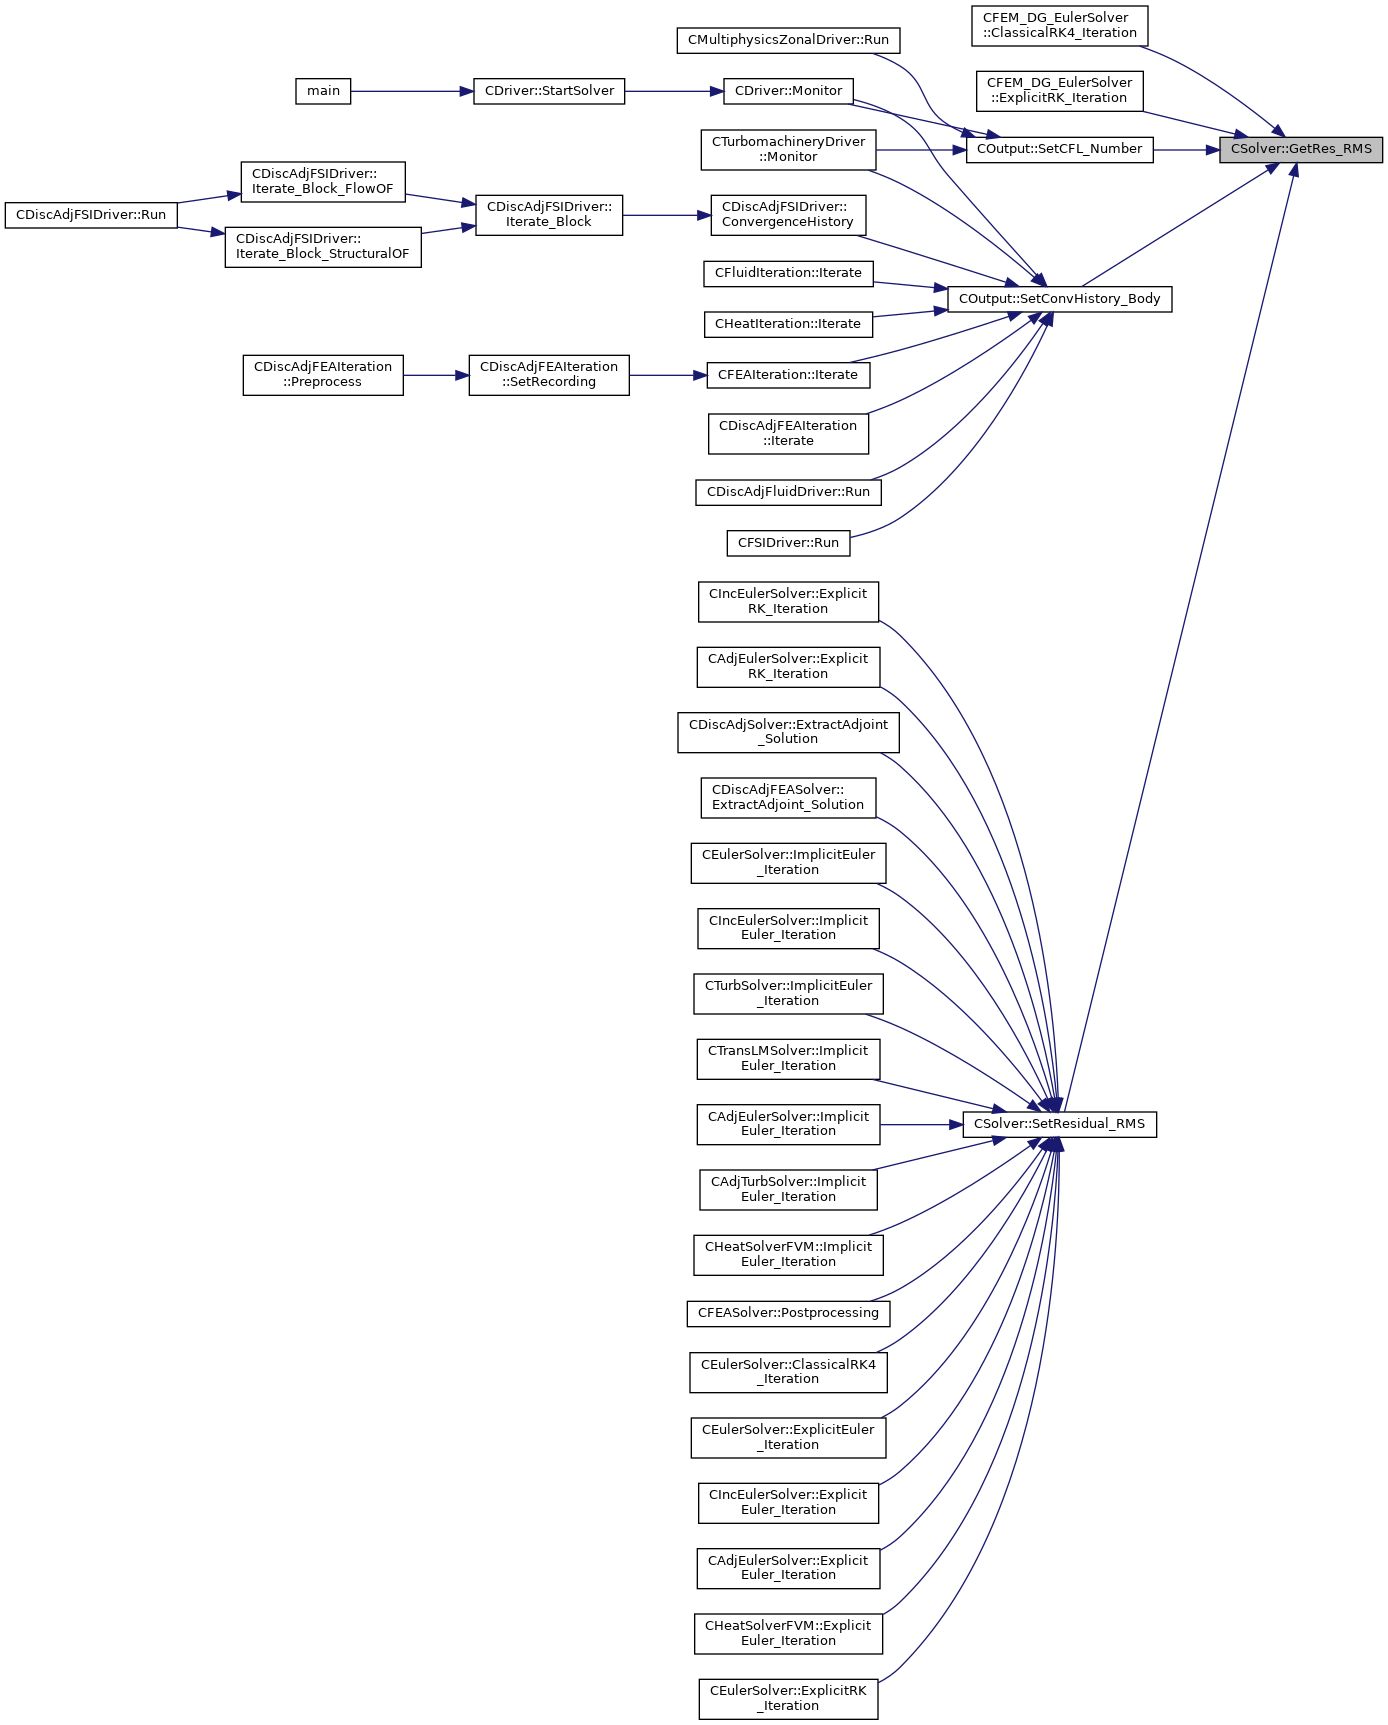 CFEM_DG_EulerSolver
::ClassicalRK4_Iteration
CMultiphysicsZonalDriver::Run
CFEM_DG_EulerSolver
::ExplicitRK_Iteration
main
CDriver::StartSolver
CDriver::Monitor
CTurbomachineryDriver
::Monitor
COutput::SetCFL_Number
CSolver::GetRes_RMS
CDiscAdjFSIDriver::
Iterate_Block_FlowOF
CDiscAdjFSIDriver::Run
CDiscAdjFSIDriver::
Iterate_Block
CDiscAdjFSIDriver::
ConvergenceHistory
CDiscAdjFSIDriver::
Iterate_Block_StructuralOF
CFluidIteration::Iterate
COutput::SetConvHistory_Body
CHeatIteration::Iterate
CDiscAdjFEAIteration
::Preprocess
CDiscAdjFEAIteration
::SetRecording
CFEAIteration::Iterate
CDiscAdjFEAIteration
::Iterate
CDiscAdjFluidDriver::Run
CFSIDriver::Run
CIncEulerSolver::Explicit
RK_Iteration
CAdjEulerSolver::Explicit
RK_Iteration
CDiscAdjSolver::ExtractAdjoint
_Solution
CDiscAdjFEASolver::
ExtractAdjoint_Solution
CEulerSolver::ImplicitEuler
_Iteration
CIncEulerSolver::Implicit
Euler_Iteration
CTurbSolver::ImplicitEuler
_Iteration
CTransLMSolver::Implicit
Euler_Iteration
CAdjEulerSolver::Implicit
Euler_Iteration
CSolver::SetResidual_RMS
CAdjTurbSolver::Implicit
Euler_Iteration
CHeatSolverFVM::Implicit
Euler_Iteration
CFEASolver::Postprocessing
CEulerSolver::ClassicalRK4
_Iteration
CEulerSolver::ExplicitEuler
_Iteration
CIncEulerSolver::Explicit
Euler_Iteration
CAdjEulerSolver::Explicit
Euler_Iteration
CHeatSolverFVM::Explicit
Euler_Iteration
CEulerSolver::ExplicitRK
_Iteration